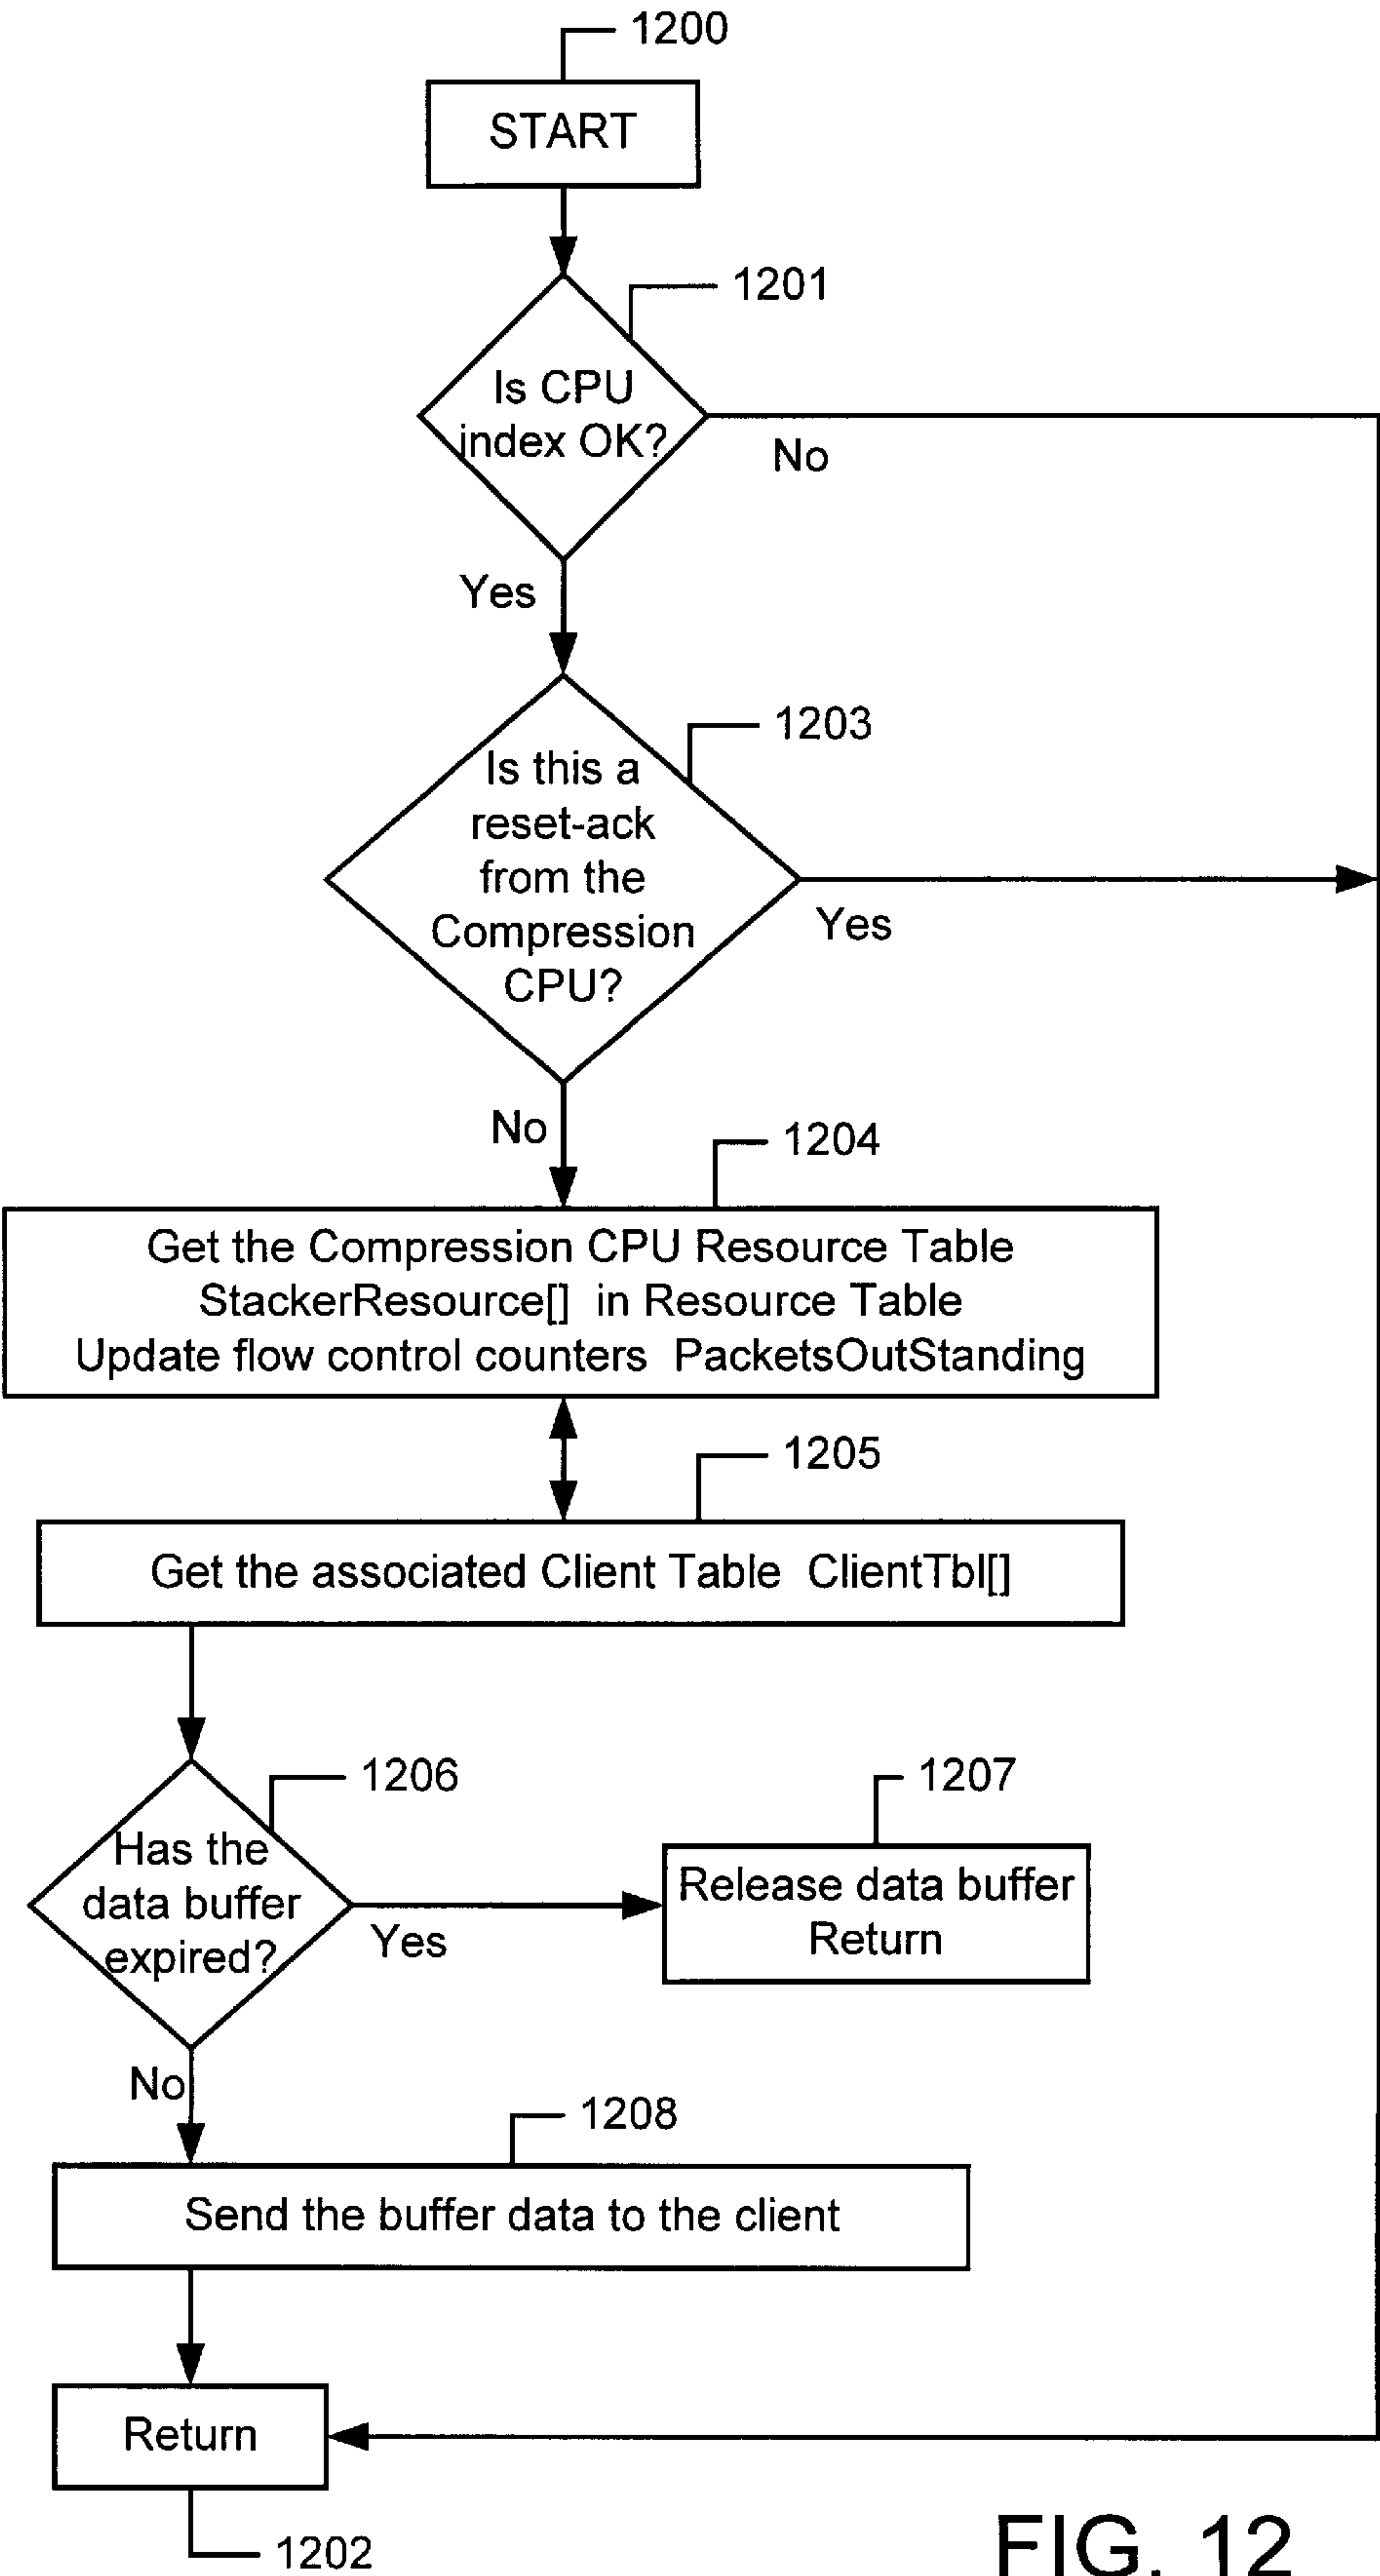 1200
START
1201
Is CPU
index OK?
No
Yes
1203
Is this a
reset-ack
from the
Compression
CPU?
Yes
No
1204
Get the Compression CPU Resource Table
StackerResource[] in Resource Table
Update flow control counters PacketsOutStanding
1205
Get the associated Client Table ClientTbl[]
1206
1207
Has the
data buffer
expired?
Yes
Release data buffer
Return
No
1208
Send the buffer data to the client
Return
1202
FIG. 12